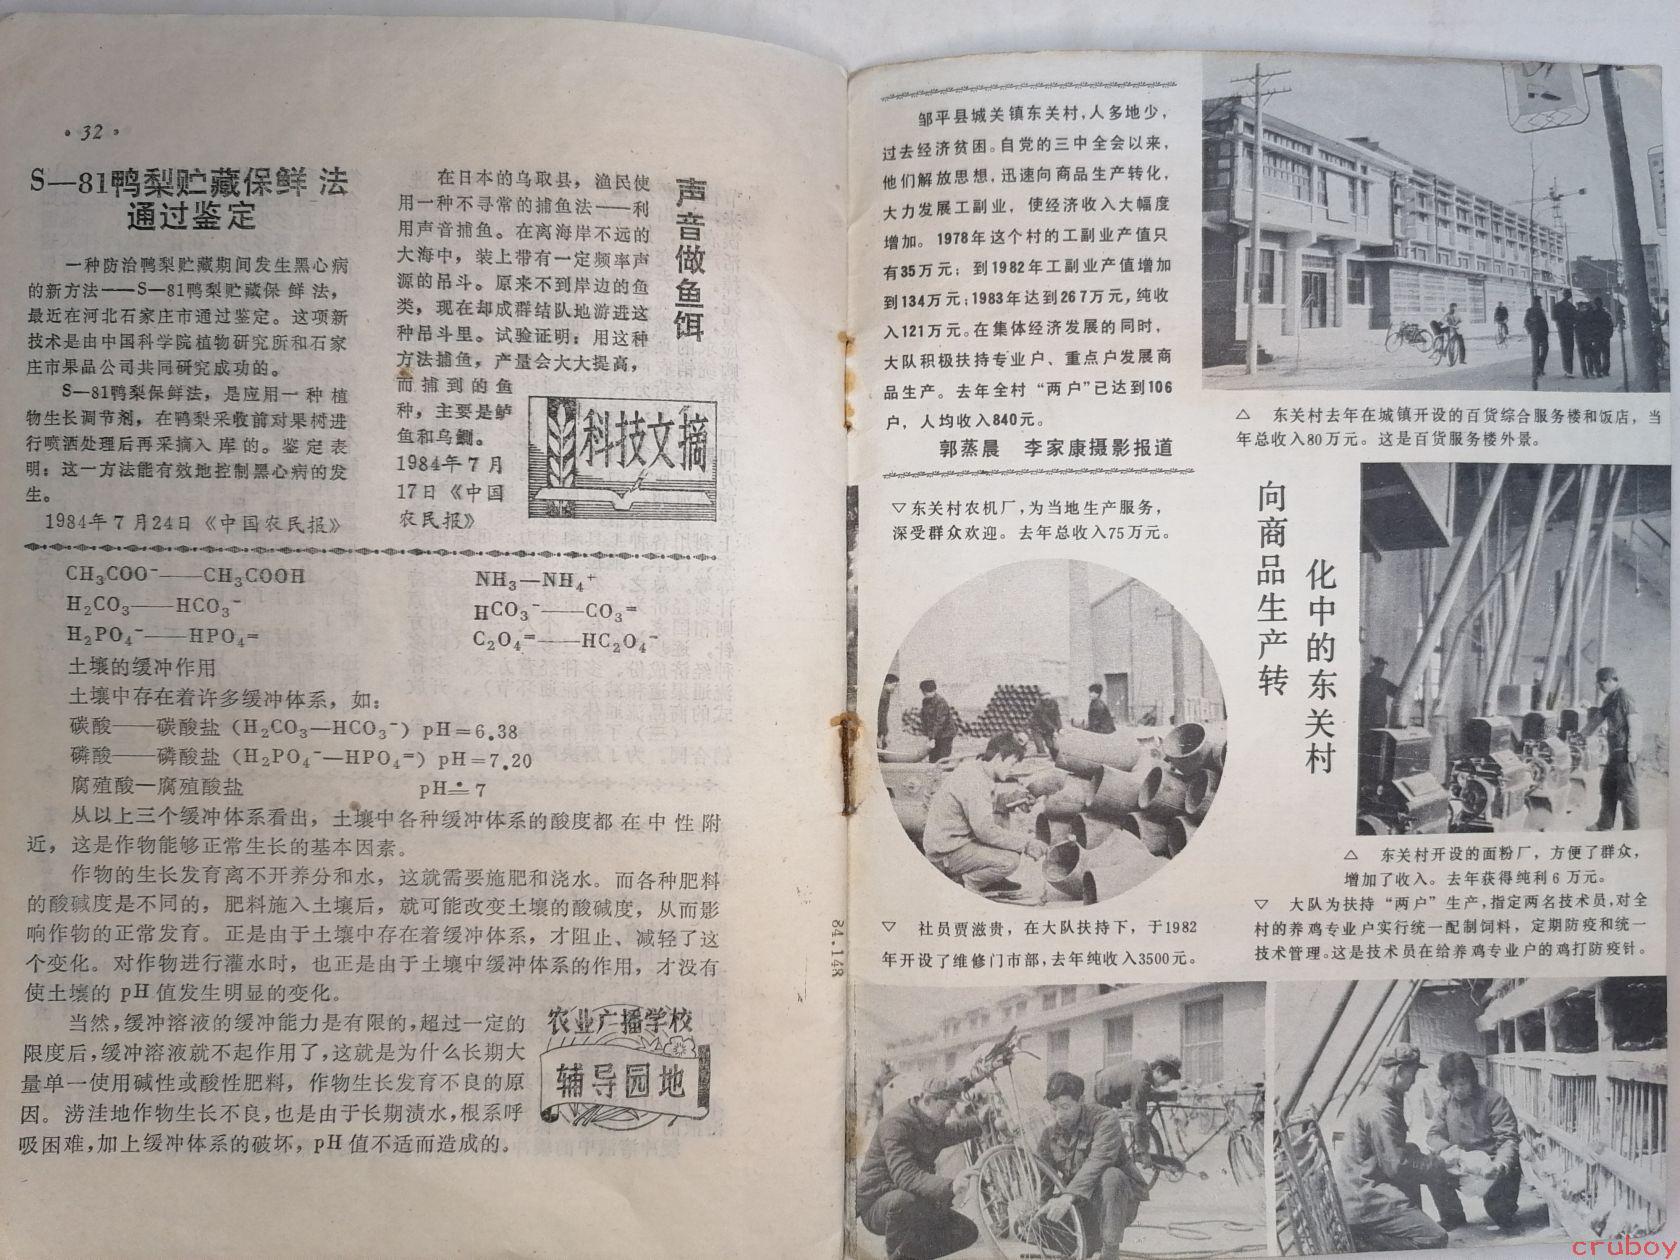 ·32·
S—81鸭梨贮藏保鲜法
通过鉴定
一种防治鸭梨贮藏期间发生黑心病
的新方法——S—81鸭梨贮藏保鲜法，
最近在河北石家庄市通过鉴定。这项新
技术是由中国科学院植物研究所和石家
庄市果品公司共同研究成功的。
S—81鸭梨保鲜法，是应用一种植
物生长调节剂，在鸭梨采收前对果树进
行喷洒处理后再采摘入库的。鉴定表
明：这一方法能有效地控制黑心病的发
生。
1984年7月24日《中国农民报》
声音做鱼饵
在日本的鸟取县，渔民使
用一种不寻常的捕鱼法——利
用声音捕鱼。在离海岸不远的
大海中，装上带有一定频率声
源的吊斗。原来不到岸边的鱼
类，现在却成群结队地游进这
种吊斗里。试验证明：用这种
方法捕鱼，产量会大大提高，
而捕到的鱼
种，主要是鲈
鱼和乌鲗。
1984年7月
17日《中国
农民报》
科技文摘
CH₃COO⁻——CH₃COOH
NH₃—NH₄⁺
H₂CO₃——HCO₃⁻
HCO₃⁻——CO₃⁼
H₂PO₄⁻——HPO₄⁼
C₂O₄⁼——HC₂O₄⁻
土壤的缓冲作用
土壤中存在着许多缓冲体系，如：
碳酸——碳酸盐（H₂CO₃—HCO₃⁻）pH＝6.38
磷酸——磷酸盐（H₂PO₄⁻—HPO₄⁼）pH＝7.20
腐殖酸—腐殖酸盐 pH≐7
从以上三个缓冲体系看出，土壤中各种缓冲体系的酸度都在中性附
近，这是作物能够正常生长的基本因素。
作物的生长发育离不开养分和水，这就需要施肥和浇水。而各种肥料
的酸碱度是不同的，肥料施入土壤后，就可能改变土壤的酸碱度，从而影
响作物的正常发育。正是由于土壤中存在着缓冲体系，才阻止、减轻了这
个变化。对作物进行灌水时，也正是由于土壤中缓冲体系的作用，才没有
使土壤的pH值发生明显的变化。
当然，缓冲溶液的缓冲能力是有限的，超过一定的
限度后，缓冲溶液就不起作用了，这就是为什么长期大
量单一使用碱性或酸性肥料，作物生长发育不良的原
因。涝洼地作物生长不良，也是由于长期渍水，根系呼
吸困难，加上缓冲体系的破坏，pH值不适而造成的。
农业广播学校
辅导园地
邹平县城关镇东关村，人多地少，
过去经济贫困。自党的三中全会以来，
他们解放思想，迅速向商品生产转化，
大力发展工副业，使经济收入大幅度
增加。1978年这个村的工副业产值只
有35万元；到1982年工副业产值增加
到134万元；1983年达到267万元，纯收
入121万元。在集体经济发展的同时，
大队积极扶持专业户、重点户发展商
品生产。去年全村“两户”已达到106
户，人均收入840元。
郭蒸晨 李家康摄影报道
△ 东关村去年在城镇开设的百货综合服务楼和饭店，当
年总收入80万元。这是百货服务楼外景。
▽东关村农机厂，为当地生产服务，
深受群众欢迎。去年总收入75万元。
向商品生产转
化中的东关村
△ 东关村开设的面粉厂，方便了群众，
增加了收入。去年获得纯利6万元。
▽ 社员贾滋贵，在大队扶持下，于1982
年开设了维修门市部，去年纯收入3500元。
▽ 大队为扶持“两户”生产，指定两名技术员，对全
村的养鸡专业户实行统一配制饲料，定期防疫和统一
技术管理。这是技术员在给养鸡专业户的鸡打防疫针。
84.148
cruboy